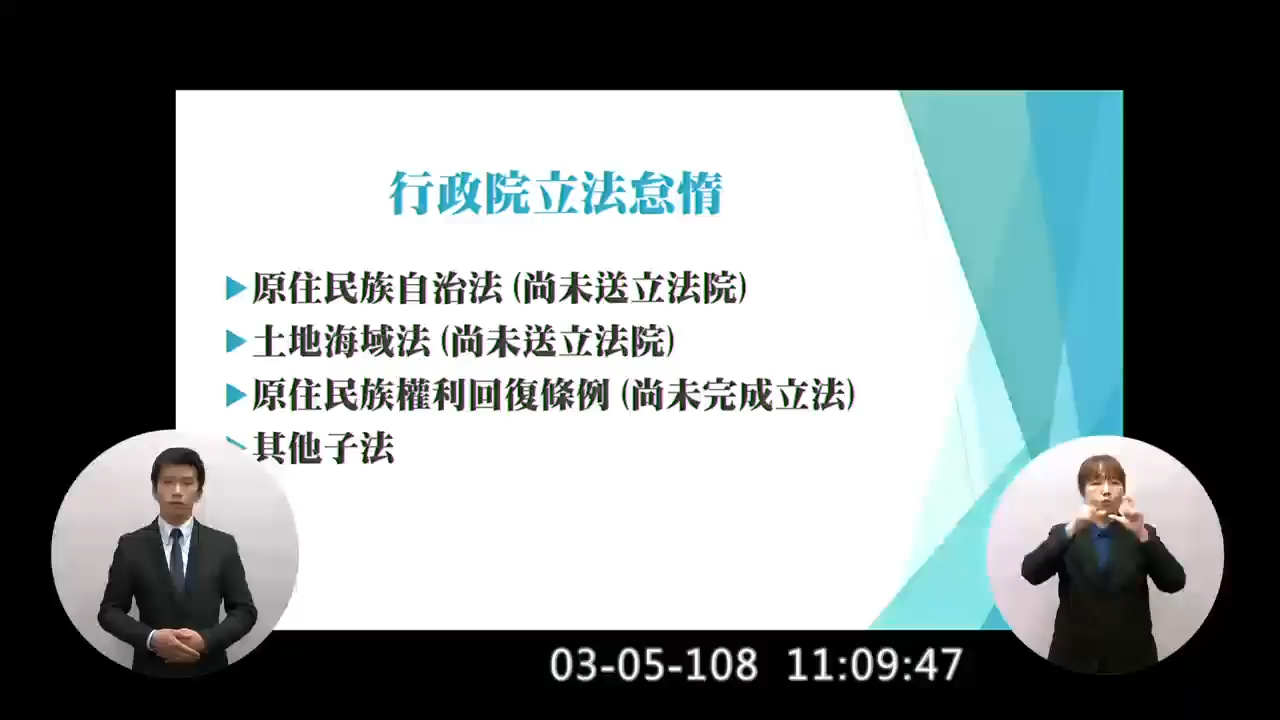 行政院立法怠惰
原住民族自治法 (尚未送立法院)
土地海域法 (尚未送立法院)
原住民族權利回復條例 (尚未完成立法)
其他子法
03-05-108 11:09:47